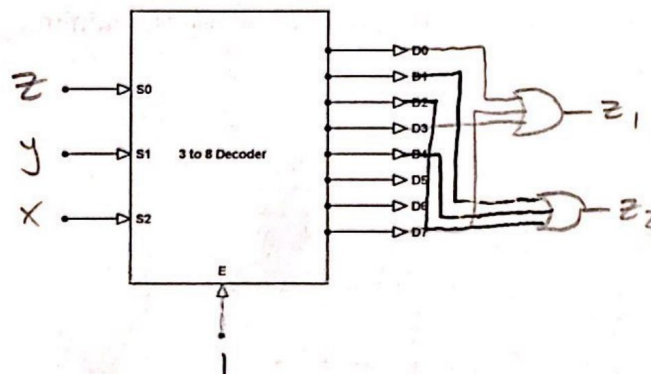 D0
D1
Z S0 D2
D3 Z1
y S1 3 to 8 Decoder D4
D5
x S2 D6 Z2
D7
E
1